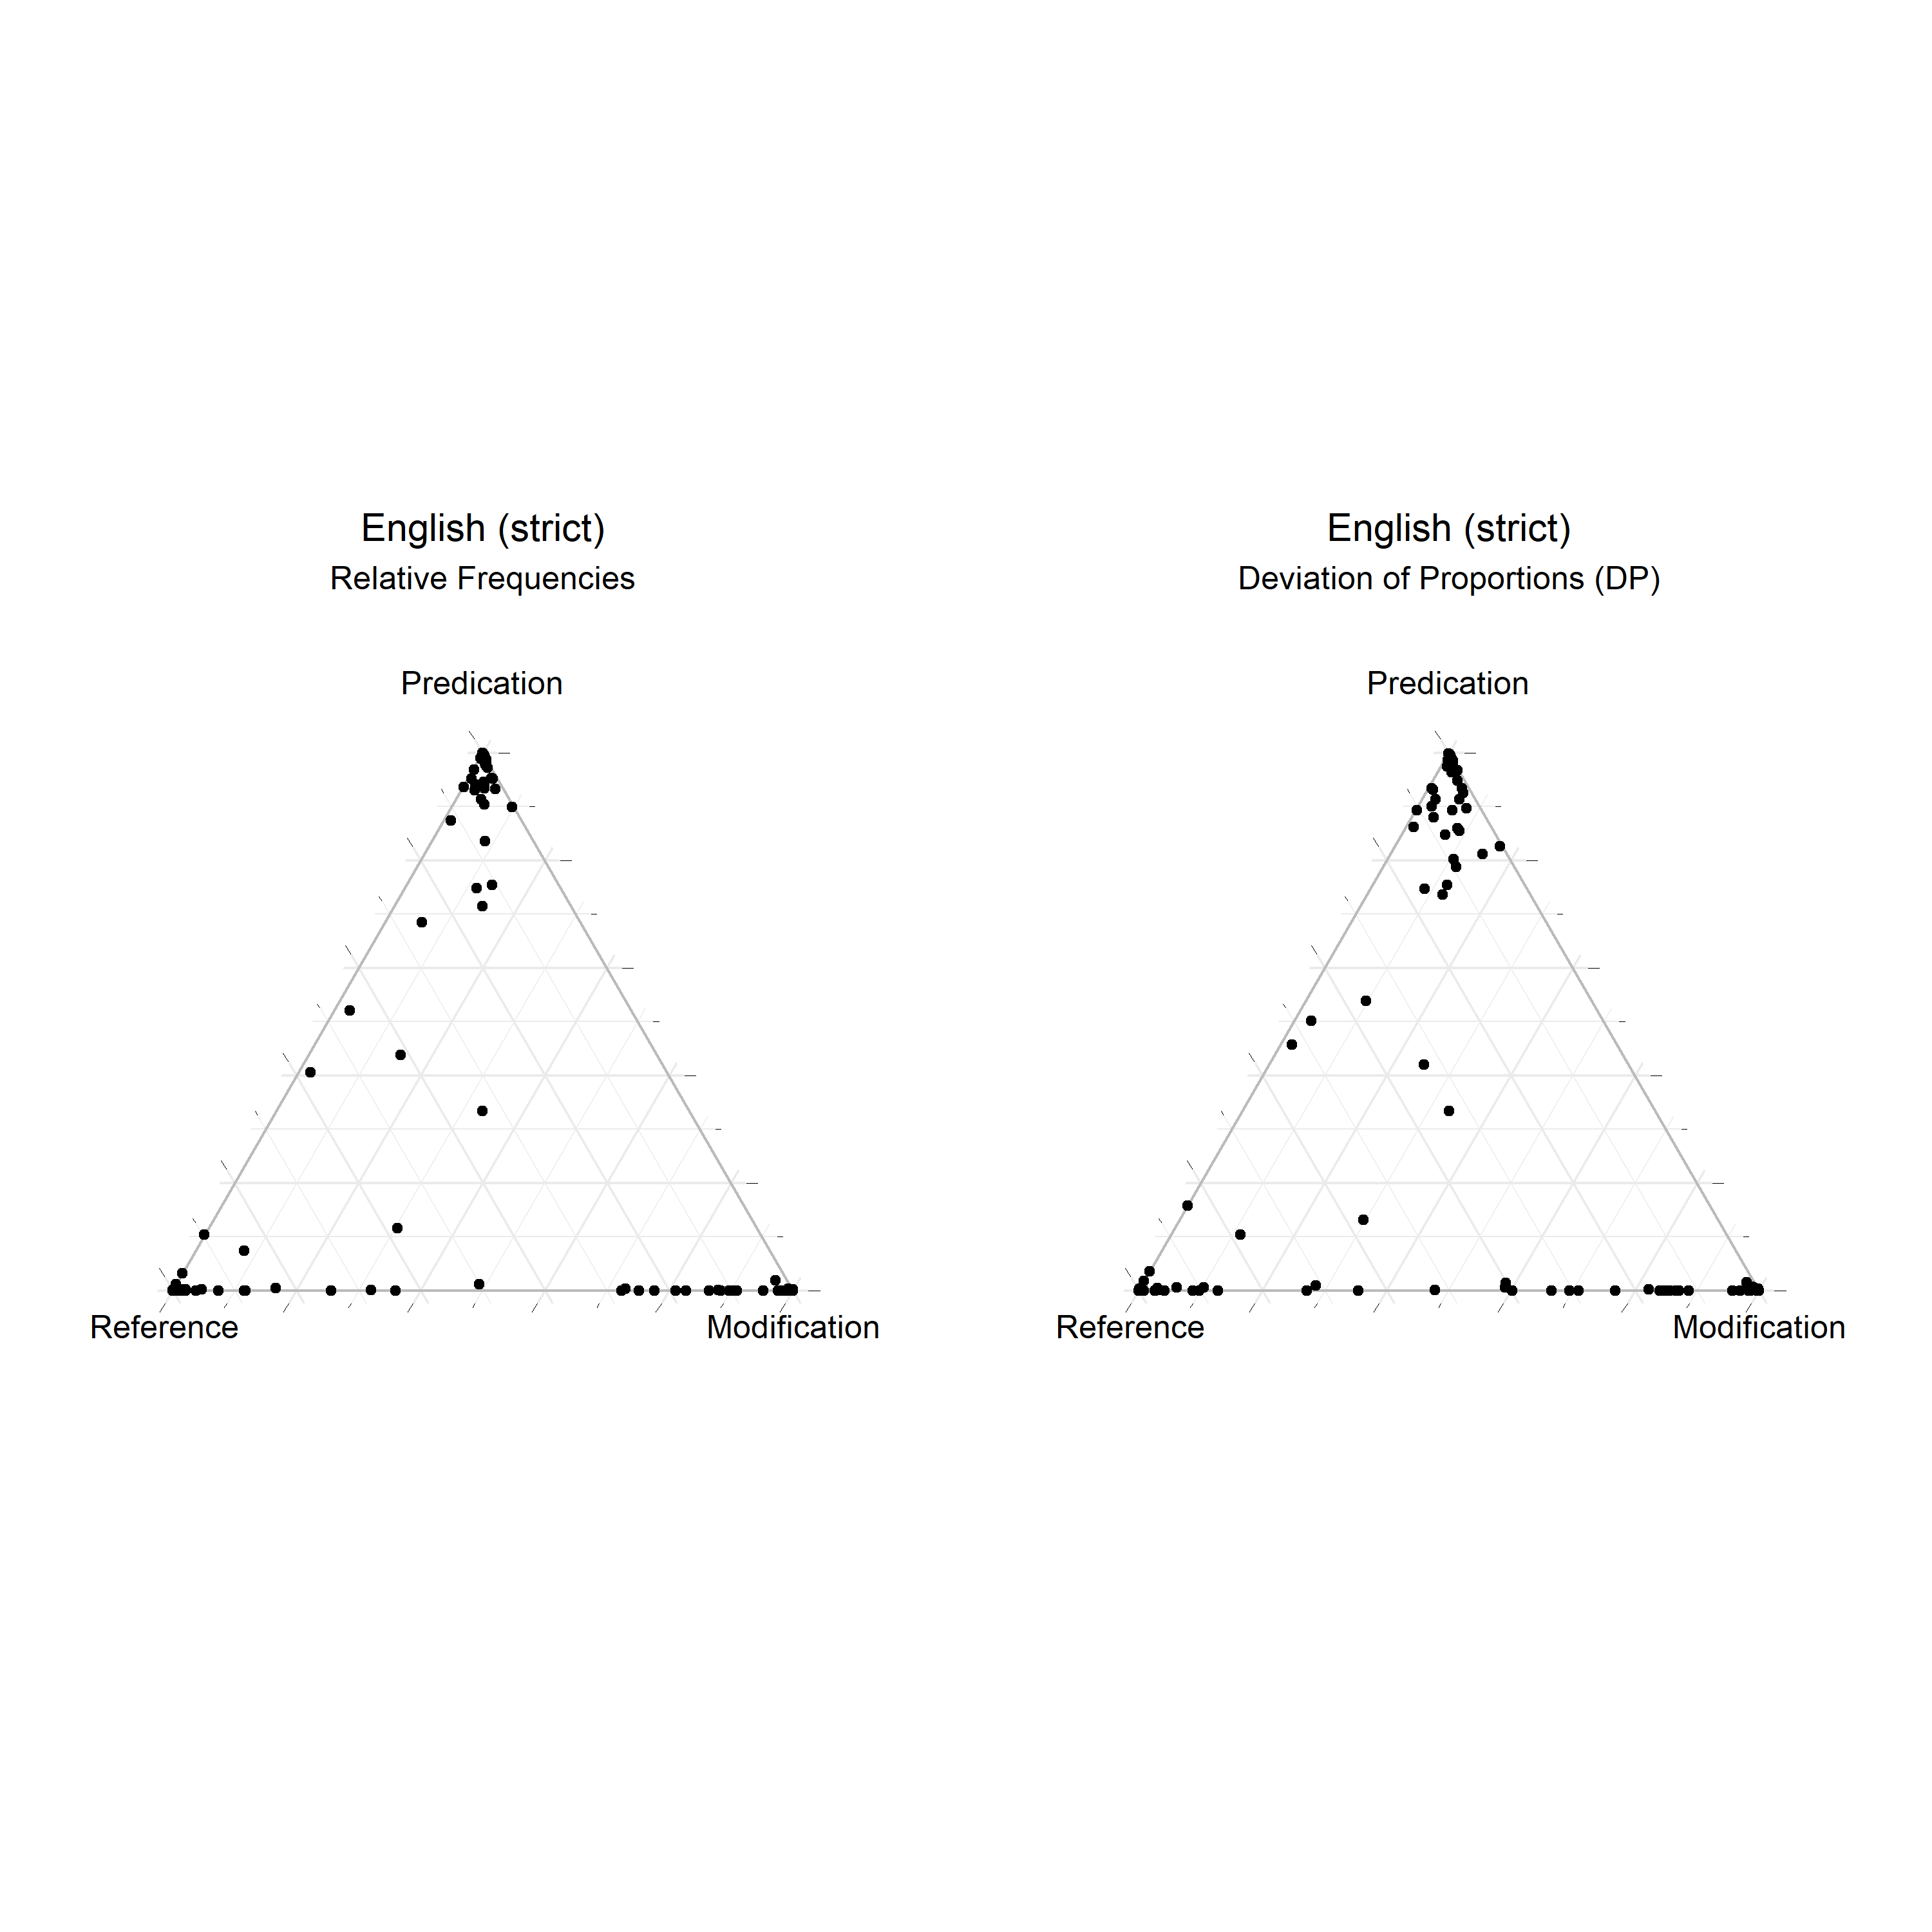 English (strict)
Relative Frequencies
Predication
Reference
Modification
English (strict)
Deviation of Proportions (DP)
Predication
Reference
Modification